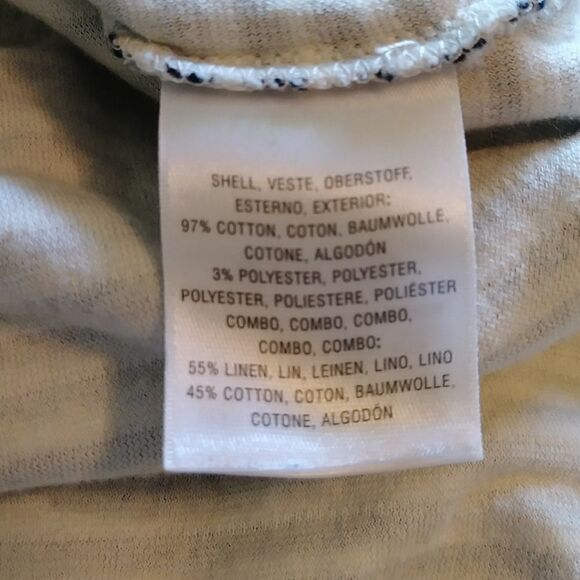 SHELL, VESTE, OBERSTOFF,
ESTERNO, EXTERIOR:
97% COTTON, COTON, BAUMWOLLE,
COTONE, ALGODÓN
3% POLYESTER, POLYESTER,
POLYESTER, POLIESTERE, POLIÉSTER
COMBO, COMBO, COMBO,
COMBO, COMBO:
55% LINEN, LIN, LEINEN, LINO, LINO
45% COTTON, COTON, BAUMWOLLE,
COTONE, ALGODÓN